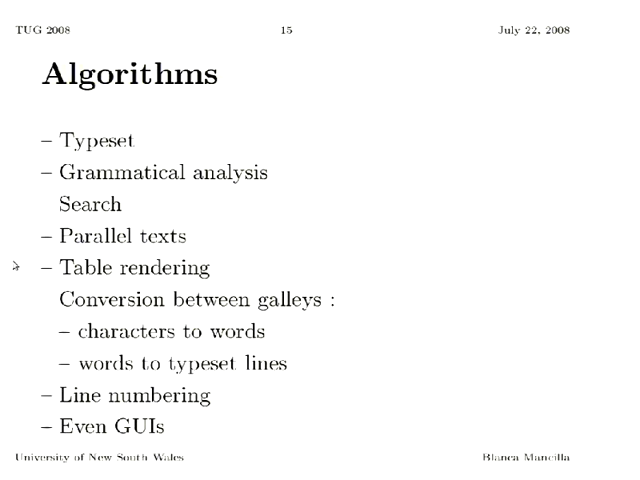 TUG 2008 15 July 22, 2008
Algorithms
– Typeset
– Grammatical analysis
Search
– Parallel texts
– Table rendering
Conversion between galleys :
– characters to words
– words to typeset lines
– Line numbering
– Even GUIs
University of New South Wales Blanca Mancilla